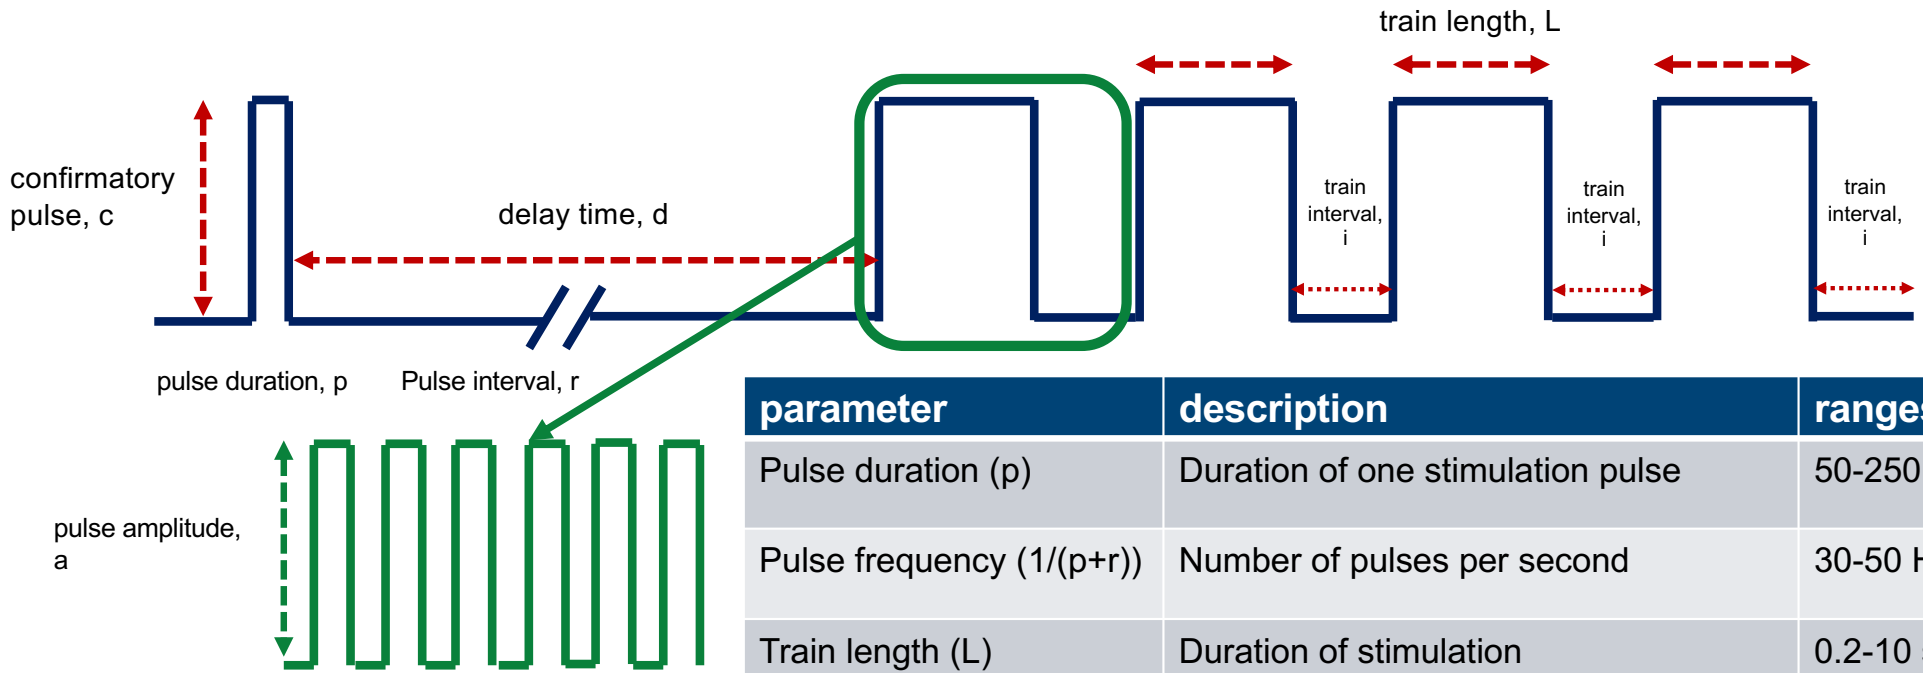 train length, L
confirmatory
pulse, c
delay time, d
train
interval,
i
train
interval,
i
train
interval,
i
pulse duration, p
Pulse interval, r
pulse amplitude,
a
parameter description ranges
Pulse duration (p) Duration of one stimulation pulse 50-250
Pulse frequency (1/(p+r)) Number of pulses per second 30-50 H
Train length (L) Duration of stimulation 0.2-10